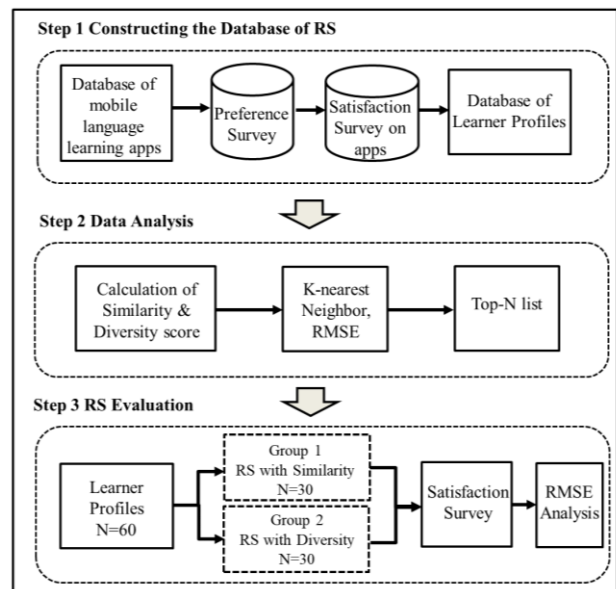 Step 1 Constructing the Database of RS
Database of
mobile
language
learning apps
Preference
Survey
Satisfaction
Survey on
apps
Database of
Learner Profiles
Step 2 Data Analysis
Calculation of
Similarity &
Diversity score
K-nearest
Neighbor,
RMSE
Top-N list
Step 3 RS Evaluation
Learner
Profiles
N=60
Group 1
RS with Similarity
N=30
Group 2
RS with Diversity
N=30
Satisfaction
Survey
RMSE
Analysis